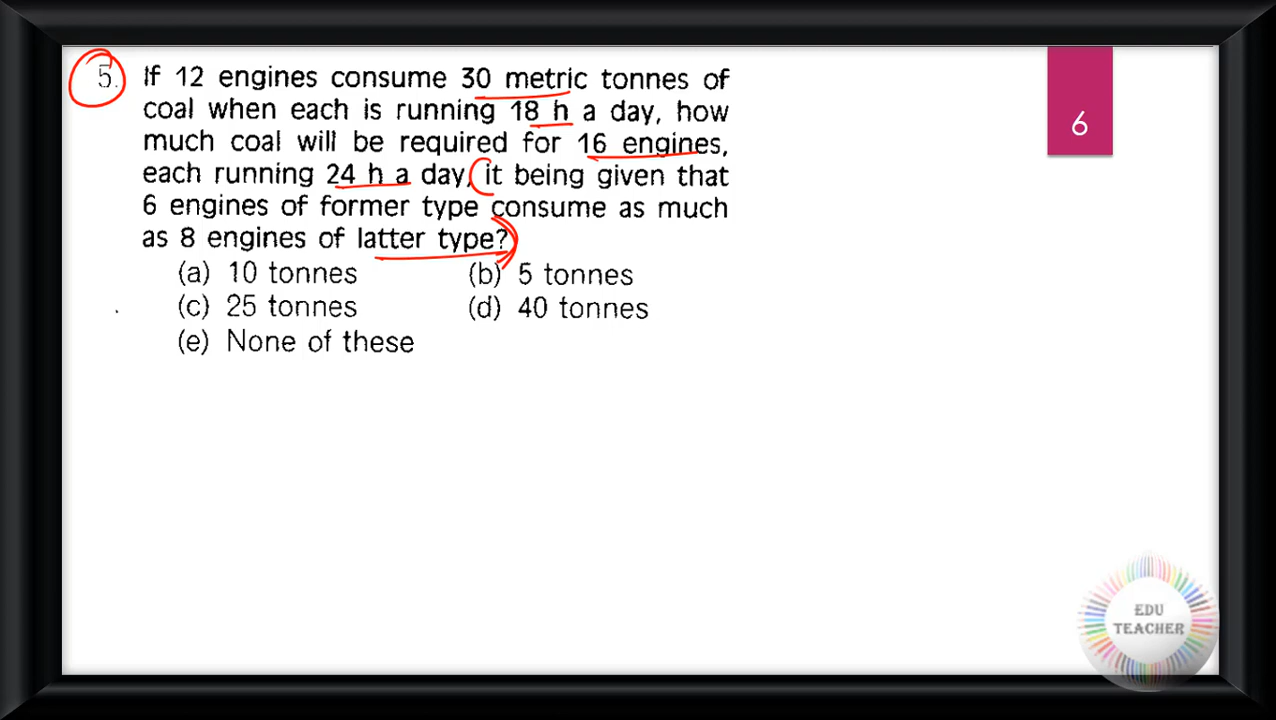 5. If 12 engines consume 30 metric tonnes of
coal when each is running 18 h a day, how
much coal will be required for 16 engines,
each running 24 h a day, it being given that
6 engines of former type consume as much
as 8 engines of latter type?
(a) 10 tonnes (b) 5 tonnes
(c) 25 tonnes (d) 40 tonnes
(e) None of these
6
EDU
TEACHER